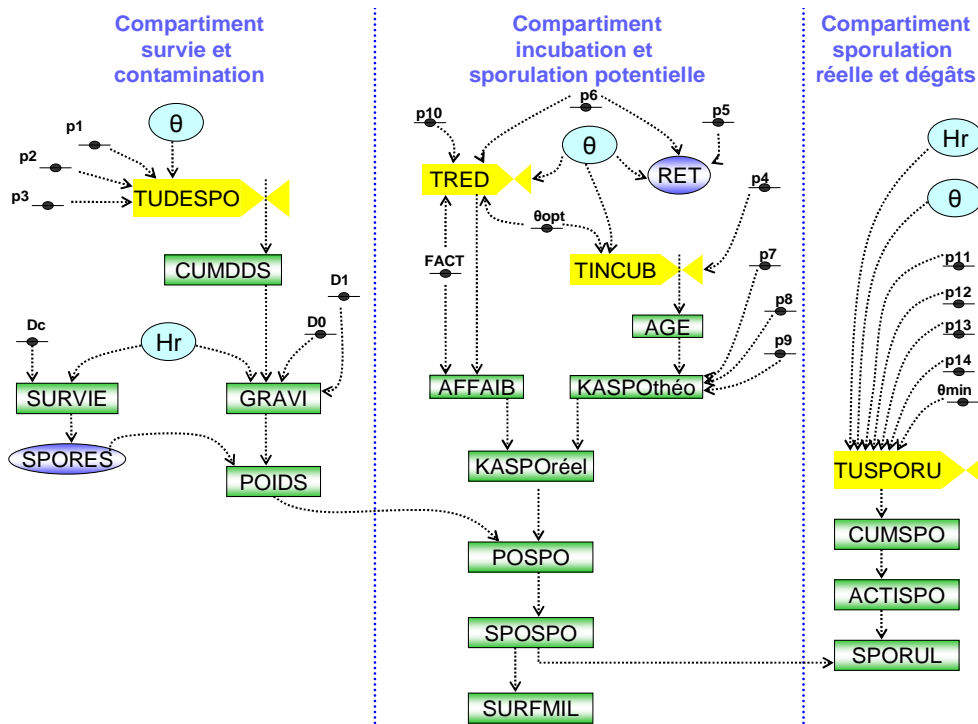 Compartiment
survie et
contamination
Compartiment
incubation et
sporulation potentielle
Compartiment
sporulation
réelle et dégâts
θ
p1
p2
p3
TUDESPO
CUMDDS
D1
D0
Dc
Hr
SURVIE
GRAVI
SPORES
POIDS
p6
p10
p5
θ
TRED
RET
p4
θopt
FACT
TINCUB
p7
AGE
p8
p9
AFFAIB
KASPOthéo
KASPOréel
POSPO
SPOSPO
SURFMIL
Hr
θ
p11
p12
p13
p14
θmin
TUSPORU
CUMSPO
ACTISPO
SPORUL